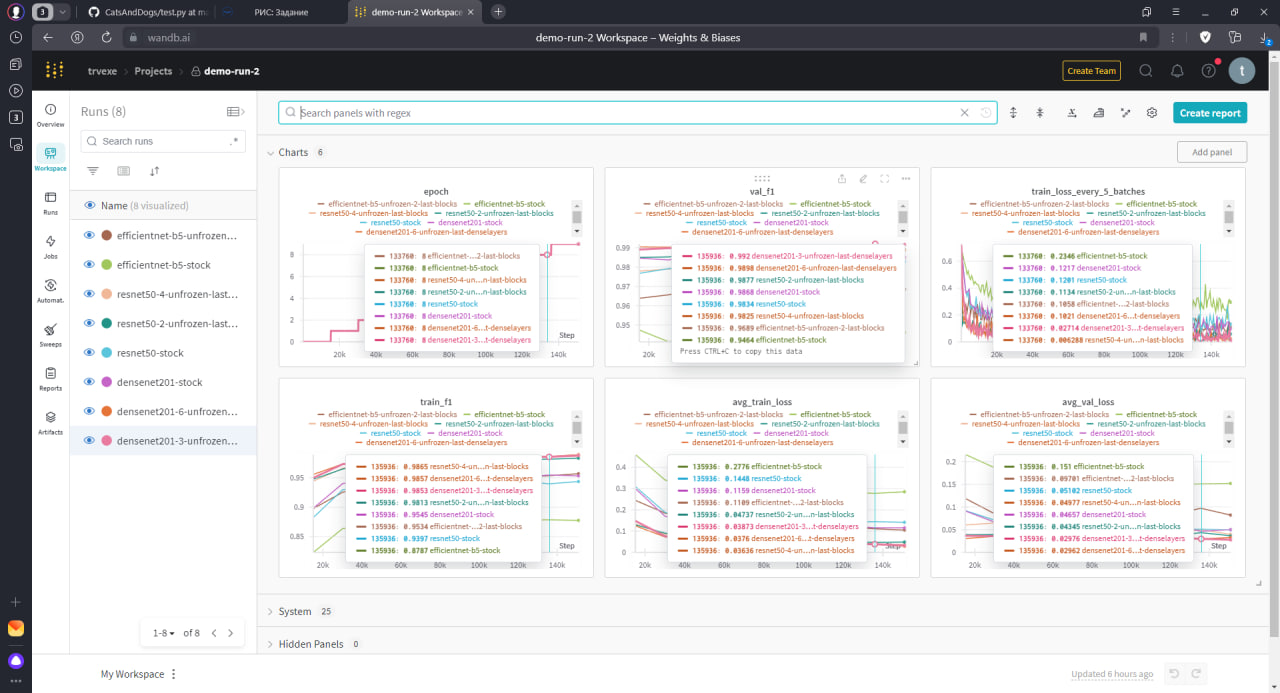 3
CatsAndDogs/test.py at ma
РИС: Задание
demo-run-2 Workspace
wandb.ai
demo-run-2 Workspace – Weights & Biases
2
trvexe
Projects
demo-run-2
Create Team
t
3
Overview
Workspace
Runs
Jobs
Automat.
Sweeps
Reports
Artifacts
Runs (8)
Search runs
.*
Name (8 visualized)
efficientnet-b5-unfrozen...
efficientnet-b5-stock
resnet50-4-unfrozen-last...
resnet50-2-unfrozen-last...
resnet50-stock
densenet201-stock
densenet201-6-unfrozen...
densenet201-3-unfrozen...
1-8 of 8
Search panels with regex
Create report
Charts 6
Add panel
epoch
efficientnet-b5-unfrozen-2-last-blocks efficientnet-b5-stock
resnet50-4-unfrozen-last-blocks resnet50-2-unfrozen-last-blocks
resnet50-stock densenet201-stock
densenet201-6-unfrozen-last-denselayers
8
6
4
2
0
133760: 8 efficientnet-...2-last-blocks
133760: 8 efficientnet-b5-stock
133760: 8 resnet50-4-un...n-last-blocks
133760: 8 resnet50-2-un...n-last-blocks
133760: 8 resnet50-stock
133760: 8 densenet201-stock
133760: 8 densenet201-6...t-denselayers
133760: 8 densenet201-3...t-denselayers
Step
20k 40k 60k 80k 100k 120k 140k
val_f1
efficientnet-b5-unfrozen-2-last-blocks efficientnet-b5-stock
resnet50-4-unfrozen-last-blocks resnet50-2-unfrozen-last-blocks
resnet50-stock densenet201-stock
densenet201-6-unfrozen-last-denselayers
0.99
0.98
0.97
0.96
0.95
135936: 0.992 densenet201-3-unfrozen-last-denselayers
135936: 0.9898 densenet201-6-unfrozen-last-denselayers
135936: 0.9877 resnet50-2-unfrozen-last-blocks
135936: 0.9868 densenet201-stock
135936: 0.9834 resnet50-stock
135936: 0.9825 resnet50-4-unfrozen-last-blocks
135936: 0.9689 efficientnet-b5-unfrozen-2-last-blocks
135936: 0.9464 efficientnet-b5-stock
Press CTRL+C to copy this data
20k
train_loss_every_5_batches
efficientnet-b5-unfrozen-2-last-blocks efficientnet-b5-stock
resnet50-4-unfrozen-last-blocks resnet50-2-unfrozen-last-blocks
resnet50-stock densenet201-stock
densenet201-6-unfrozen-last-denselayers
0.6
0.4
0.2
0
133760: 0.2346 efficientnet-b5-stock
133760: 0.1217 densenet201-stock
133760: 0.1201 resnet50-stock
133760: 0.1134 resnet50-2-un...n-last-blocks
133760: 0.1058 efficientnet-...2-last-blocks
133760: 0.1021 densenet201-6...t-denselayers
133760: 0.02714 densenet201-3...t-denselayers
133760: 0.006288 resnet50-4-un...n-last-blocks
20k 40k 60k 80k 100k 120k 140k
train_f1
efficientnet-b5-unfrozen-2-last-blocks efficientnet-b5-stock
resnet50-4-unfrozen-last-blocks resnet50-2-unfrozen-last-blocks
resnet50-stock densenet201-stock
densenet201-6-unfrozen-last-denselayers
0.95
0.9
0.85
135936: 0.9865 resnet50-4-un...n-last-blocks
135936: 0.9857 densenet201-6...t-denselayers
135936: 0.9853 densenet201-3...t-denselayers
135936: 0.9813 resnet50-2-un...n-last-blocks
135936: 0.9545 densenet201-stock
135936: 0.9534 efficientnet-...2-last-blocks
135936: 0.9397 resnet50-stock
135936: 0.8787 efficientnet-b5-stock
Step
20k 40k 60k 80k 100k 120k 140k
avg_train_loss
efficientnet-b5-unfrozen-2-last-blocks efficientnet-b5-stock
resnet50-4-unfrozen-last-blocks resnet50-2-unfrozen-last-blocks
resnet50-stock densenet201-stock
densenet201-6-unfrozen-last-denselayers
0.4
0.3
0.2
0.1
0
135936: 0.2776 efficientnet-b5-stock
135936: 0.1448 resnet50-stock
135936: 0.1159 densenet201-stock
135936: 0.1109 efficientnet-...2-last-blocks
135936: 0.04737 resnet50-2-un...n-last-blocks
135936: 0.03873 densenet201-3...t-denselayers
135936: 0.0376 densenet201-6...t-denselayers
135936: 0.03636 resnet50-4-un...n-last-blocks
Step
20k 40k 60k 80k 100k 120k 140k
avg_val_loss
efficientnet-b5-unfrozen-2-last-blocks efficientnet-b5-stock
resnet50-4-unfrozen-last-blocks resnet50-2-unfrozen-last-blocks
resnet50-stock densenet201-stock
densenet201-6-unfrozen-last-denselayers
0.2
0.15
0.1
0.05
0
135936: 0.151 efficientnet-b5-stock
135936: 0.09701 efficientnet-...2-last-blocks
135936: 0.05102 resnet50-stock
135936: 0.04977 resnet50-4-un...n-last-blocks
135936: 0.04657 densenet201-stock
135936: 0.04345 resnet50-2-un...n-last-blocks
135936: 0.02976 densenet201-3...t-denselayers
135936: 0.02962 densenet201-6...t-denselayers
Step
20k 40k 60k 80k 100k 120k 140k
System 25
Hidden Panels 0
My Workspace
Updated 6 hours ago